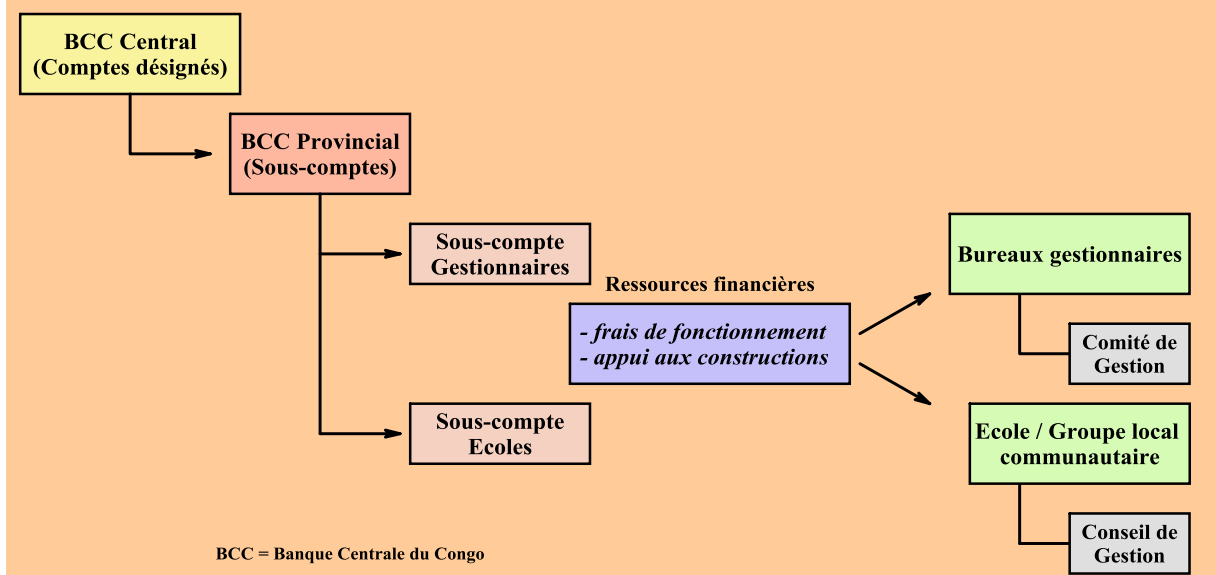 BCC Central
(Comptes désignés)
BCC Provincial
(Sous-comptes)
Sous-compte
Gestionnaires
Ressources financières
- frais de fonctionnement
- appui aux constructions
Bureaux gestionnaires
Comité de
Gestion
Sous-compte
Ecoles
Ecole / Groupe local
communautaire
Conseil de
Gestion
BCC = Banque Centrale du Congo